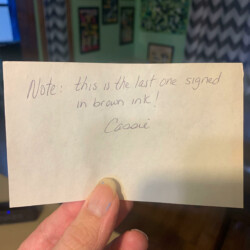 Note: this is the last one signed
in brown ink!
Cassie